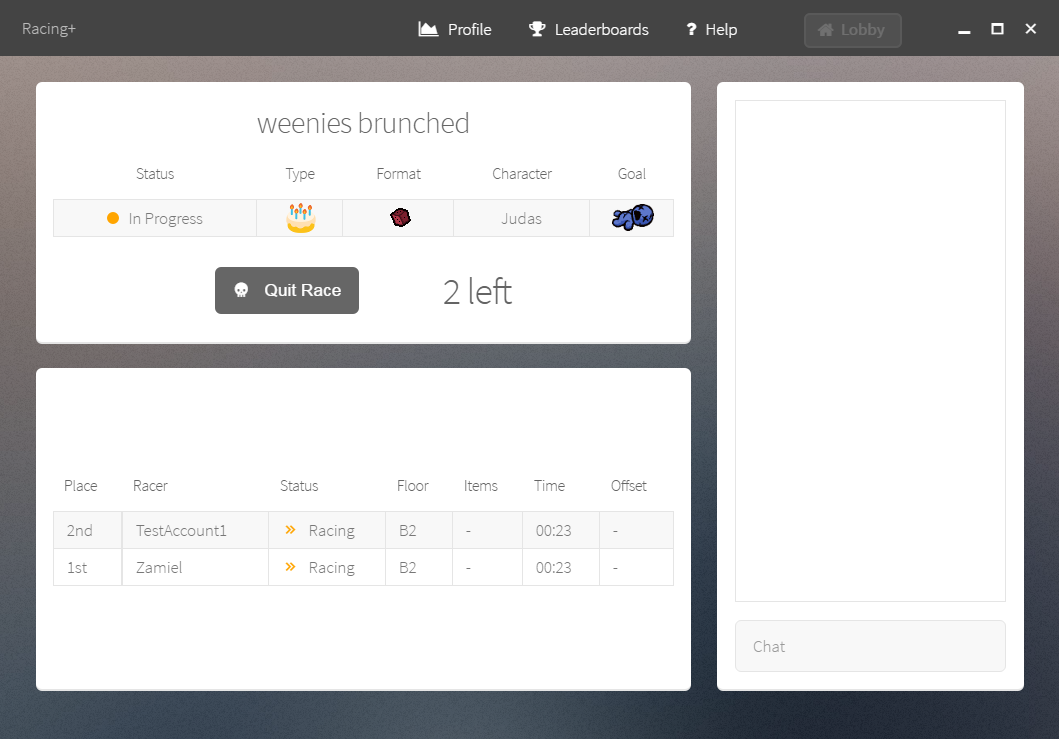 Racing+ Profile Leaderboards ? Help Lobby
weenies brunched
Status Type Format Character Goal
In Progress Judas
Quit Race 2 left
Place Racer Status Floor Items Time Offset
2nd TestAccount1 Racing B2 - 00:23 -
1st Zamiel Racing B2 - 00:23 -
Chat